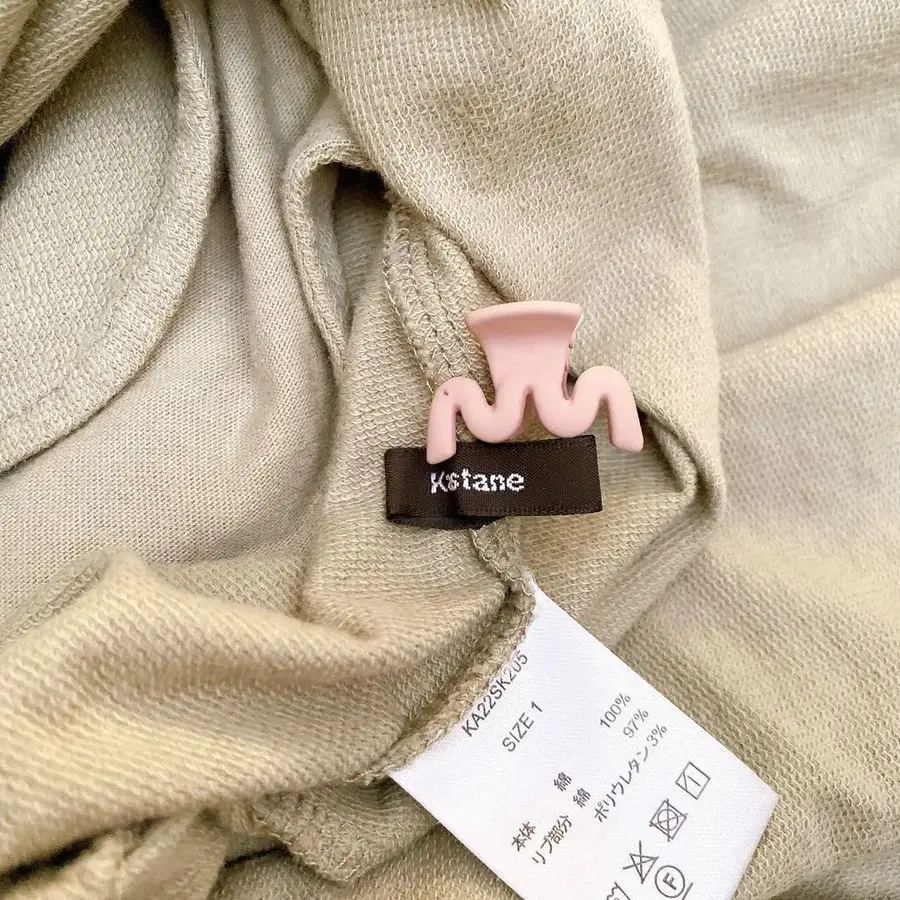 Kstane
KA22SK205
SIZE 1
本体 綿 100%
リブ部分 綿 97%
ポリウレタン 3%
F